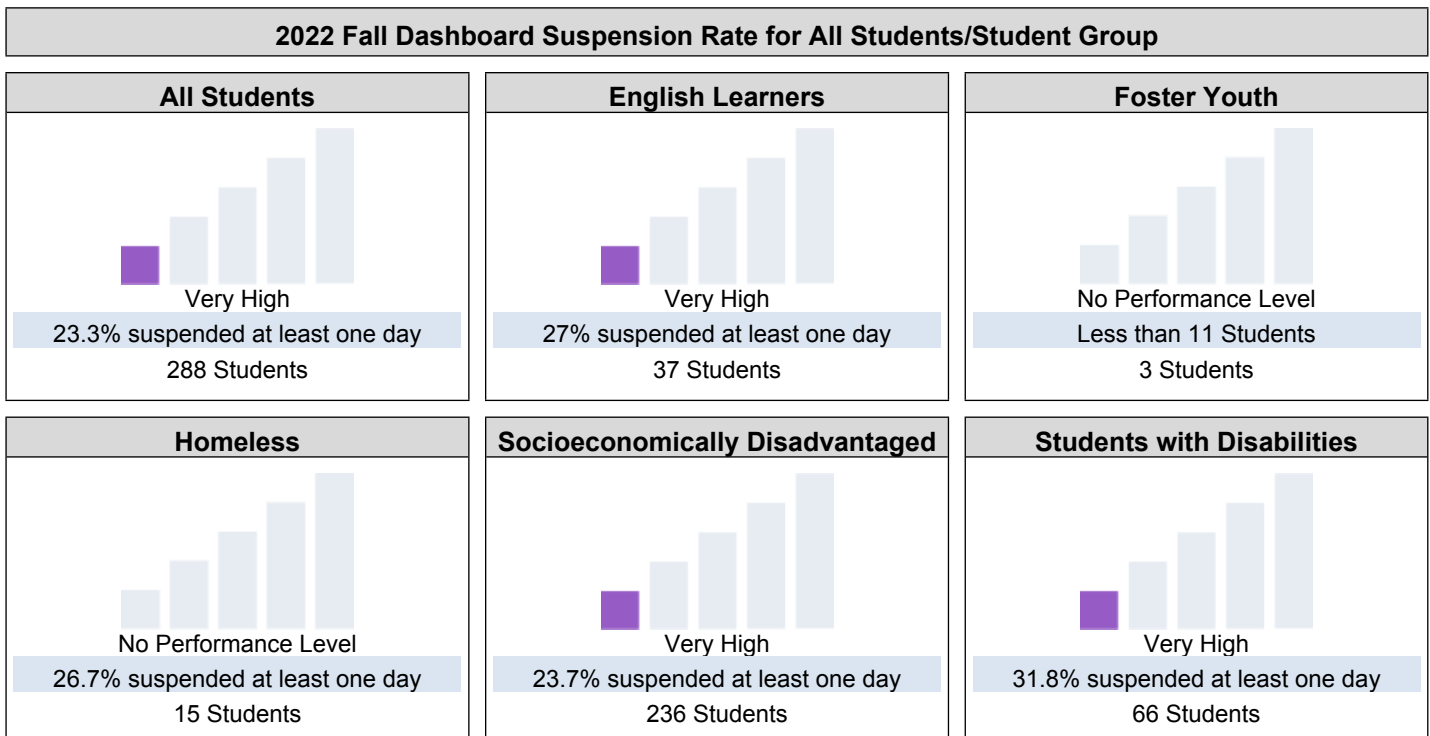 2022 Fall Dashboard Suspension Rate for All Students/Student Group
All Students
Very High
23.3% suspended at least one day
288 Students
English Learners
Very High
27% suspended at least one day
37 Students
Foster Youth
No Performance Level
Less than 11 Students
3 Students
Homeless
No Performance Level
26.7% suspended at least one day
15 Students
Socioeconomically Disadvantaged
Very High
23.7% suspended at least one day
236 Students
Students with Disabilities
Very High
31.8% suspended at least one day
66 Students